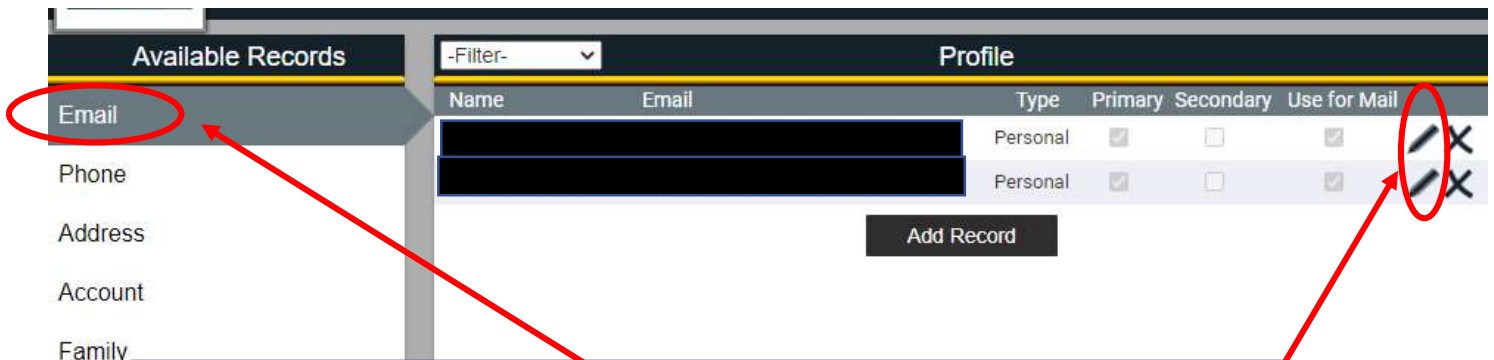 Available Records
-Filter-
Profile
Email
Name Email Type Primary Secondary Use for Mail
Personal
Phone
Personal
Address
Add Record
Account
Family